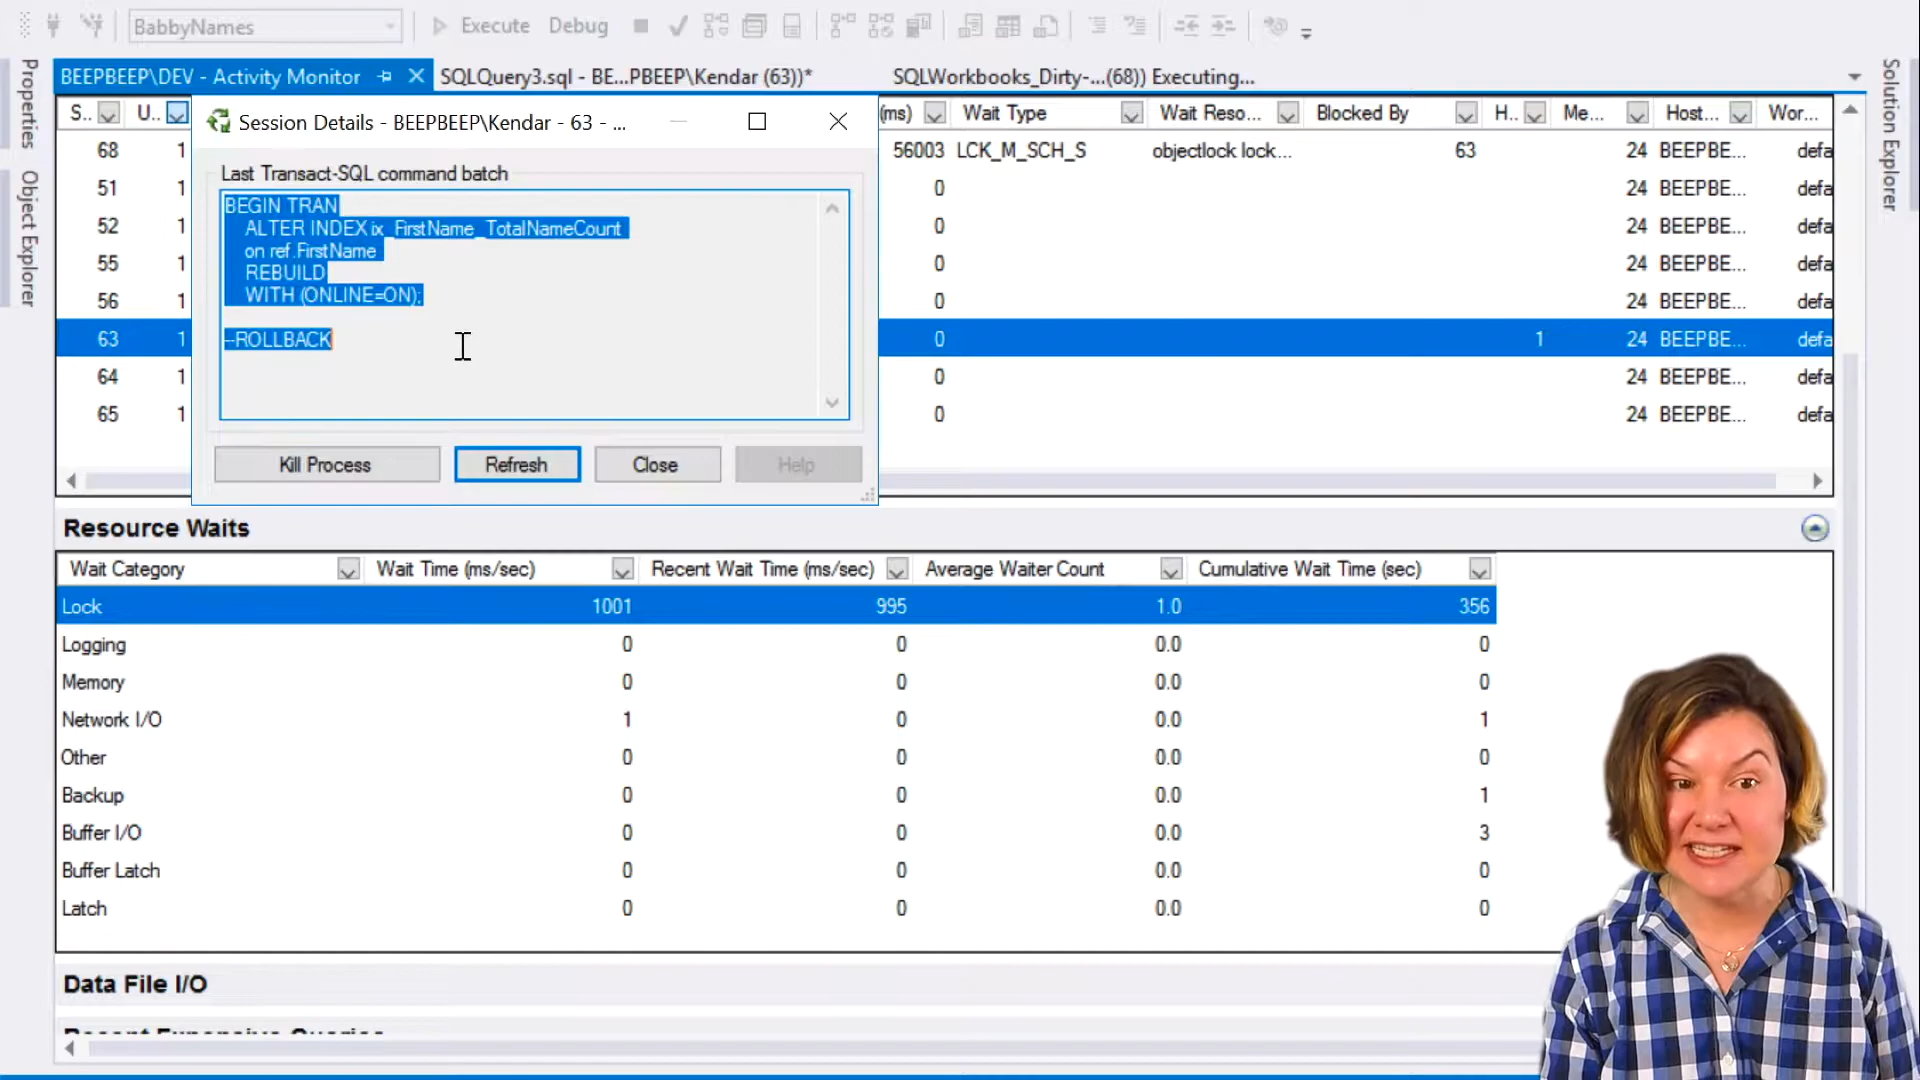 BabbyNames
Execute
Debug
BEEPBEEP\DEV - Activity Monitor
SQLQuery3.sql - BE...PBEEP\Kendar (63))*
SQLWorkbooks_Dirty-...(68)) Executing...
Properties
Object Explorer
Solution Explorer
S.. U.. (ms) Wait Type Wait Reso... Blocked By H.. Me... Host... Wor...
68 1 56003 LCK_M_SCH_S objectlock lock... 63 24 BEEPBE... defa
51 1 0 24 BEEPBE... defa
52 1 0 24 BEEPBE... defa
55 1 0 24 BEEPBE... defa
56 1 0 24 BEEPBE... defa
63 1 0 1 24 BEEPBE... defa
64 1 0 24 BEEPBE... defa
65 1 0 24 BEEPBE... defa
Session Details - BEEPBEEP\Kendar - 63 - ...
Last Transact-SQL command batch
BEGIN TRAN
ALTER INDEX ix_FirstName_TotalNameCount
on ref.FirstName
REBUILD
WITH (ONLINE=ON);
--ROLLBACK
Kill Process
Refresh
Close
Help
Resource Waits
Wait Category Wait Time (ms/sec) Recent Wait Time (ms/sec) Average Waiter Count Cumulative Wait Time (sec)
Lock 1001 995 1.0 356
Logging 0 0 0.0 0
Memory 0 0 0.0 0
Network I/O 1 0 0.0 1
Other 0 0 0.0 0
Backup 0 0 0.0 1
Buffer I/O 0 0 0.0 3
Buffer Latch 0 0 0.0 0
Latch 0 0 0.0 0
Data File I/O
Recent Expensive Queries